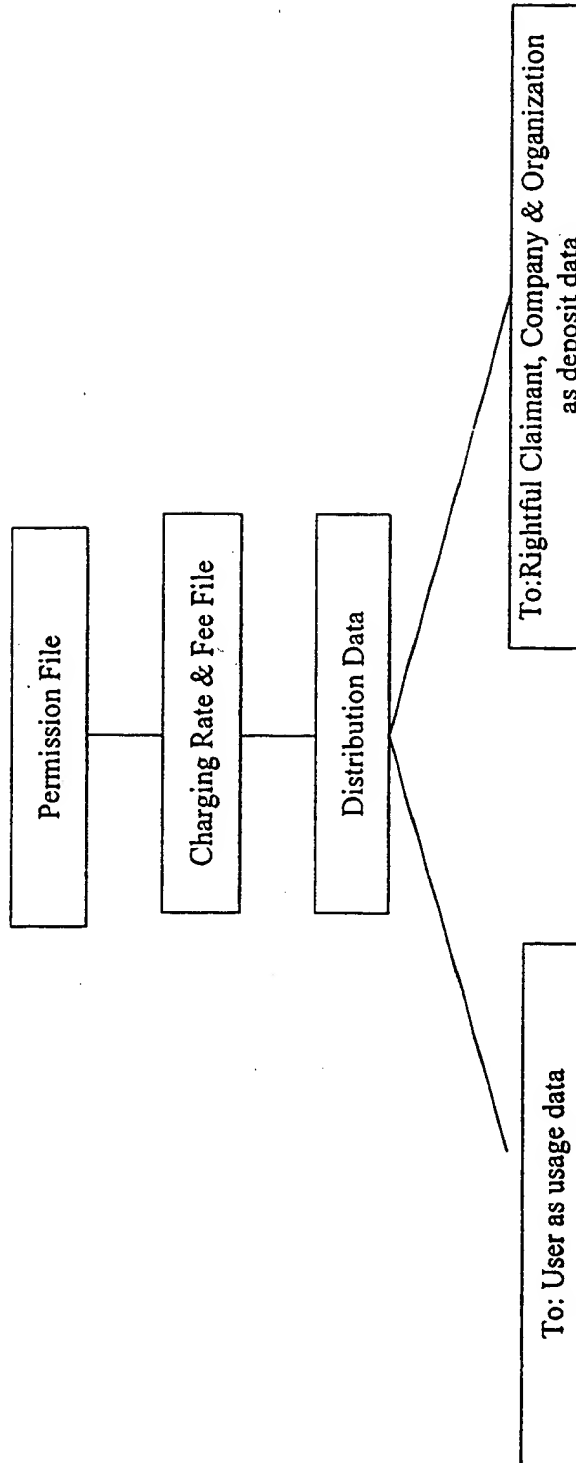 Permission File
Charging Rate & Fee File
Distribution Data
To: User as usage data
To:Rightful Claimant, Company & Organization
as deposit data